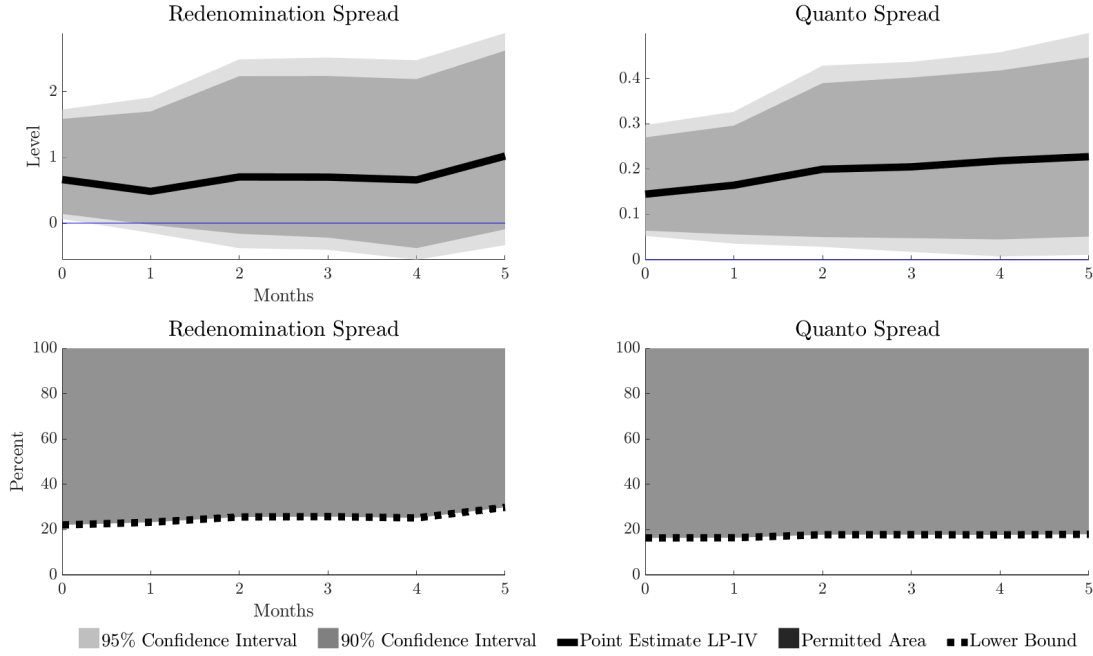 Redenomination Spread
Level
2
1
0
0 1 2 3 4 5
Months
Quanto Spread
0.4
0.3
0.2
0.1
0
0 1 2 3 4 5
Redenomination Spread
Percent
100
80
60
40
20
0
0 1 2 3 4 5
Months
Quanto Spread
100
80
60
40
20
0
0 1 2 3 4 5
95% Confidence Interval 90% Confidence Interval Point Estimate LP-IV Permitted Area Lower Bound